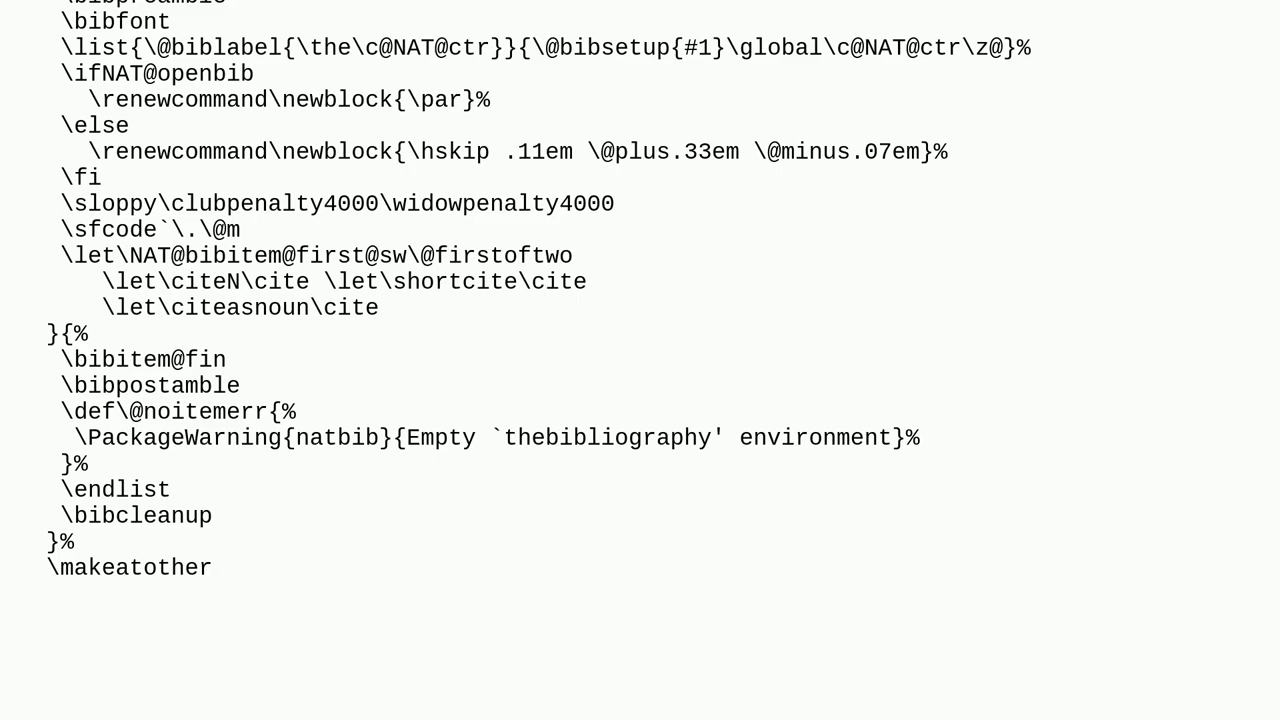 \bibpreamble
\bibfont
\list{\@biblabel{\the\c@NAT@ctr}}{\@bibsetup{#1}\global\c@NAT@ctr\z@}%
\ifNAT@openbib
\renewcommand\newblock{\par}%
\else
\renewcommand\newblock{\hskip .11em \@plus.33em \@minus.07em}%
\fi
\sloppy\clubpenalty4000\widowpenalty4000
\sfcode`\.\@m
\let\NAT@bibitem@first@sw\@firstoftwo
\let\citeN\cite \let\shortcite\cite
\let\citeasnoun\cite
}{%
\bibitem@fin
\bibpostamble
\def\@noitemerr{%
\PackageWarning{natbib}{Empty `thebibliography' environment}%
}%
\endlist
\bibcleanup
}%
\makeatother